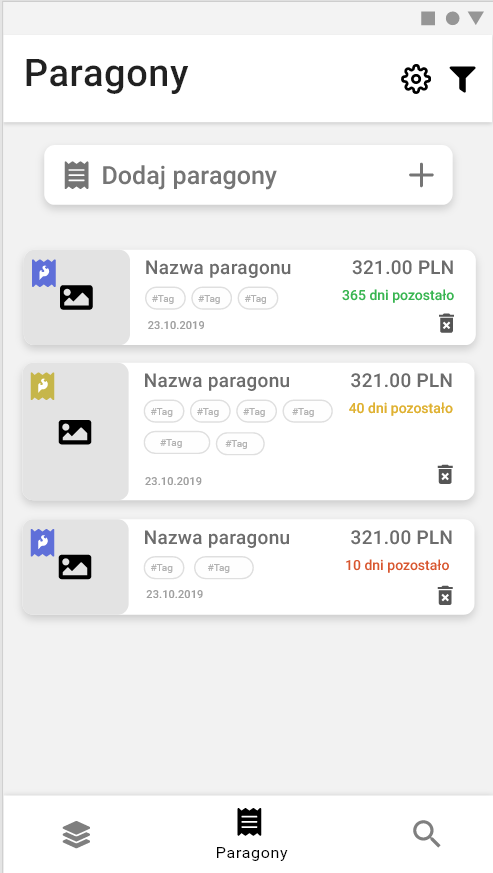 Paragony
Dodaj paragony
Nazwa paragonu 321.00 PLN
#Tag #Tag #Tag 365 dni pozostało
23.10.2019
Nazwa paragonu 321.00 PLN
#Tag #Tag #Tag #Tag 40 dni pozostało
#Tag #Tag
23.10.2019
Nazwa paragonu 321.00 PLN
#Tag #Tag 10 dni pozostało
23.10.2019
Paragony